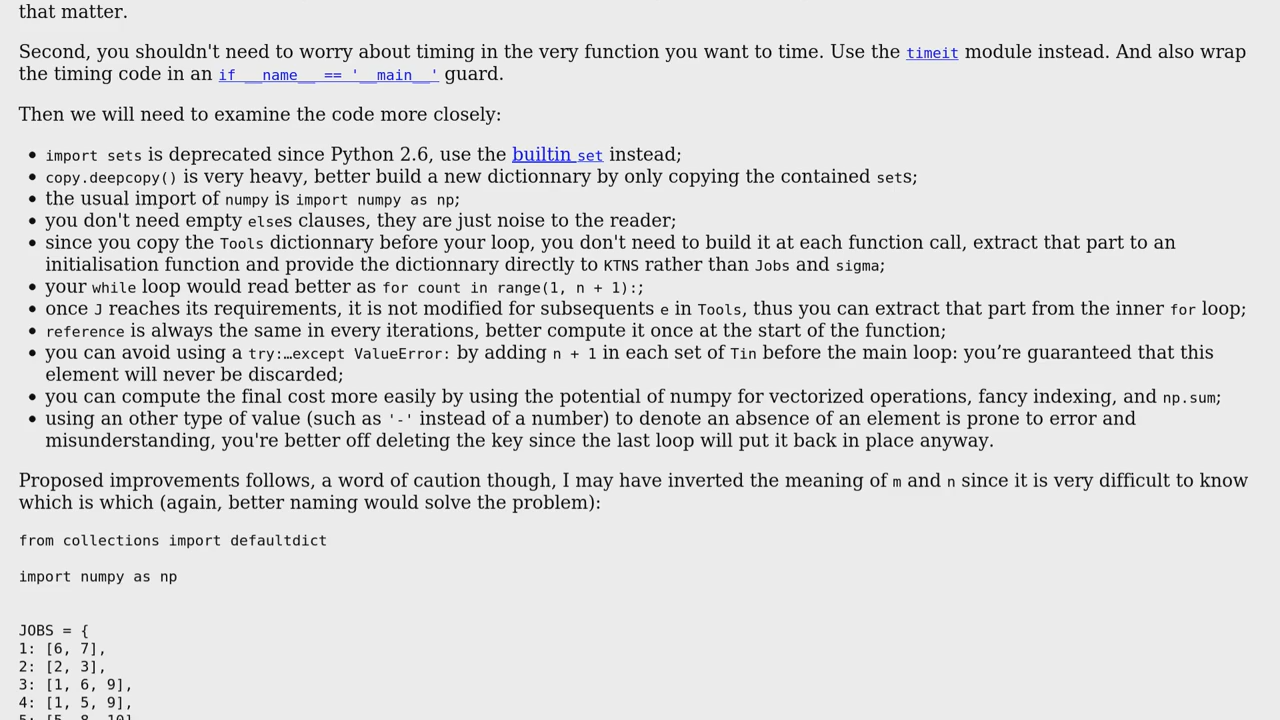 that matter.
Second, you shouldn't need to worry about timing in the very function you want to time. Use the timeit module instead. And also wrap
the timing code in an if __name__ == '__main__' guard.
Then we will need to examine the code more closely:
• import sets is deprecated since Python 2.6, use the builtin set instead;
• copy.deepcopy() is very heavy, better build a new dictionnary by only copying the contained sets;
• the usual import of numpy is import numpy as np;
• you don't need empty elses clauses, they are just noise to the reader;
• since you copy the Tools dictionnary before your loop, you don't need to build it at each function call, extract that part to an
initialisation function and provide the dictionnary directly to KTNS rather than Jobs and sigma;
• your while loop would read better as for count in range(1, n + 1):;
• once J reaches its requirements, it is not modified for subsequents e in Tools, thus you can extract that part from the inner for loop;
• reference is always the same in every iterations, better compute it once at the start of the function;
• you can avoid using a try:…except ValueError: by adding n + 1 in each set of Tin before the main loop: you’re guaranteed that this
element will never be discarded;
• you can compute the final cost more easily by using the potential of numpy for vectorized operations, fancy indexing, and np.sum;
• using an other type of value (such as '-' instead of a number) to denote an absence of an element is prone to error and
misunderstanding, you're better off deleting the key since the last loop will put it back in place anyway.
Proposed improvements follows, a word of caution though, I may have inverted the meaning of m and n since it is very difficult to know
which is which (again, better naming would solve the problem):
from collections import defaultdict
import numpy as np
JOBS = {
1: [6, 7],
2: [2, 3],
3: [1, 6, 9],
4: [1, 5, 9],
5: [5, 8, 10]